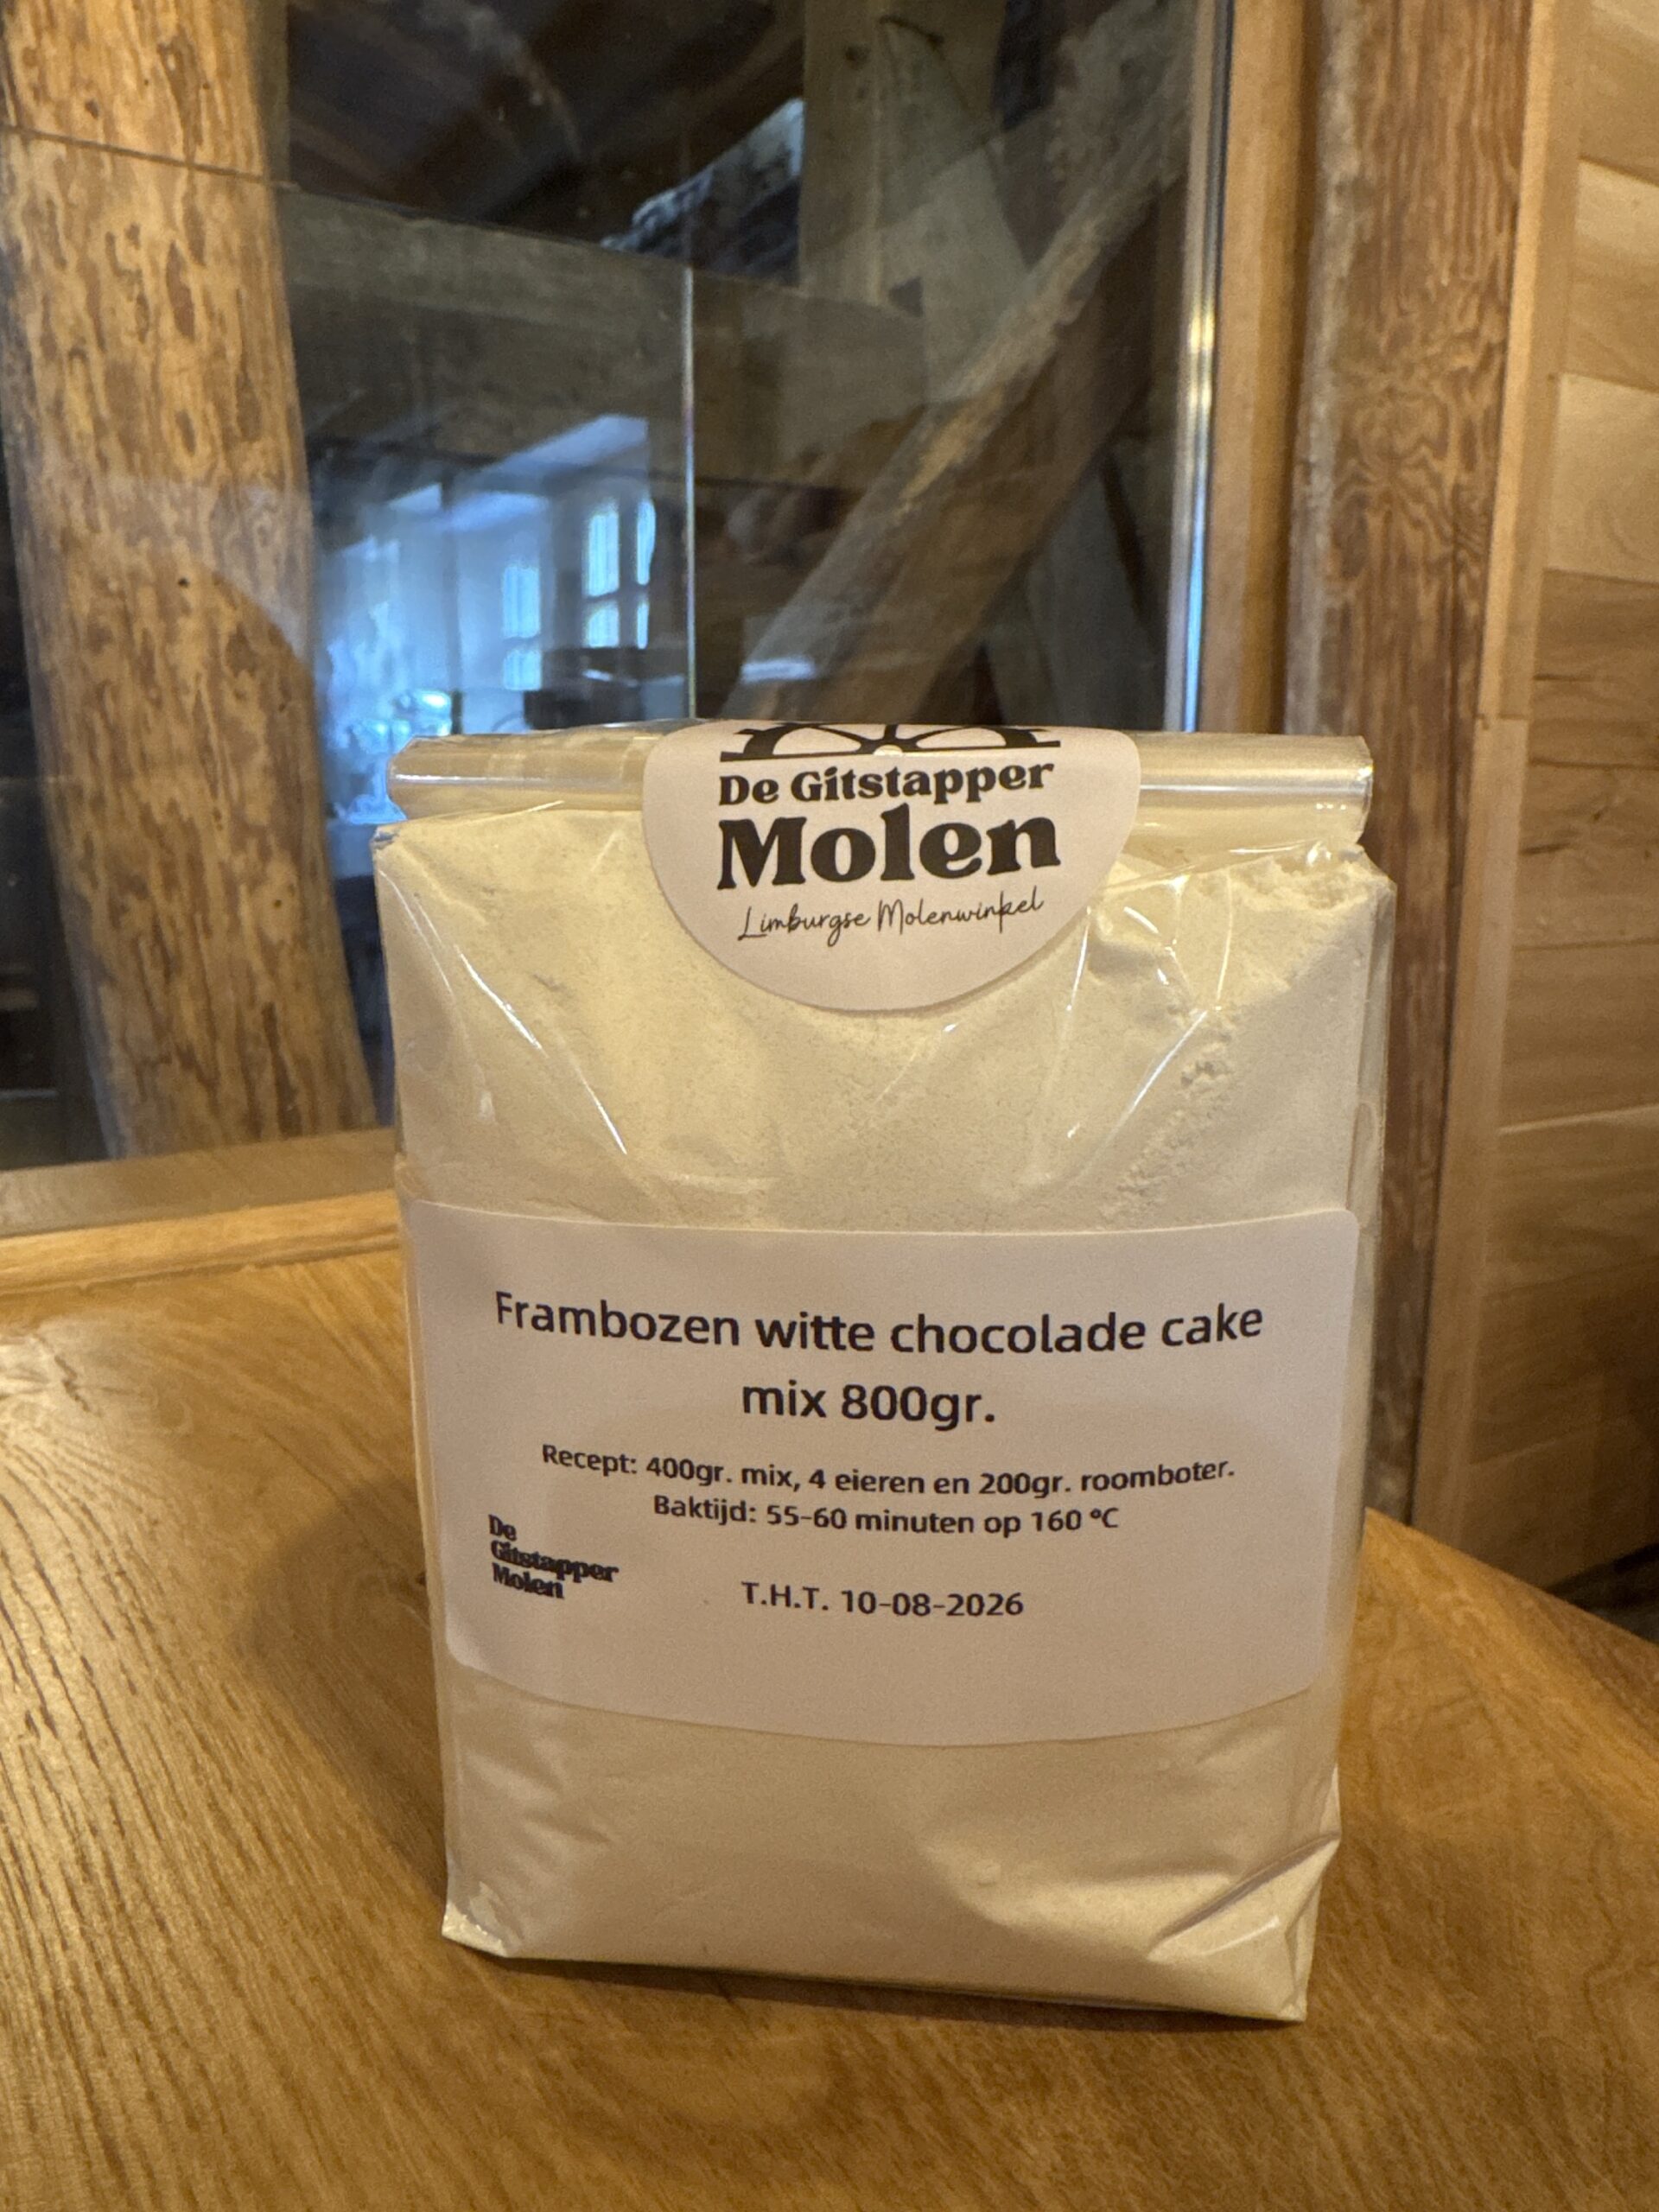 De Gitstapper
Molen
Limburgse Molenwinkel
Frambozen witte chocolade cake
mix 800gr.
Recept: 400gr. mix, 4 eieren en 200gr. roomboter.
Baktijd: 55-60 minuten op 160 °C
De
Gitstapper
Molen
T.H.T. 10-08-2026